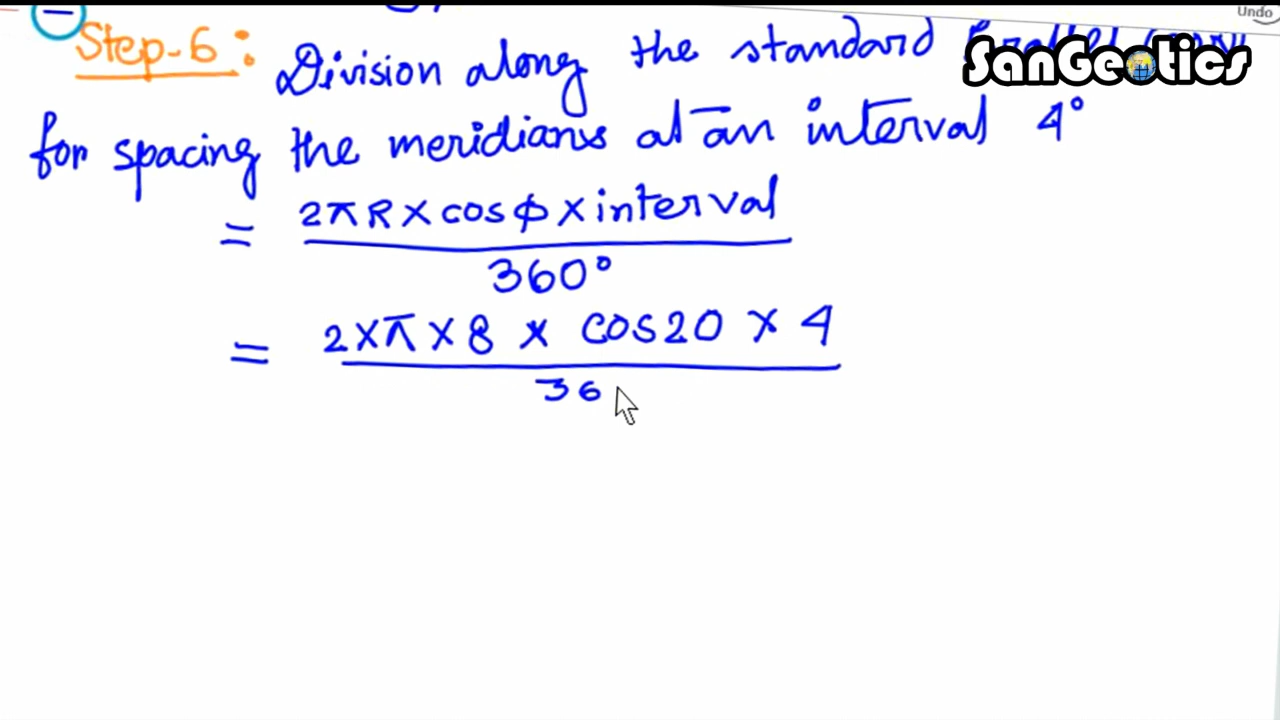 Undo
Step-6: Division along the standard
SanGeotics
for spacing the meridians at an interval 4°
= 2πR×cosφ×interval
360°
= 2×π×8 × cos20 × 4
36